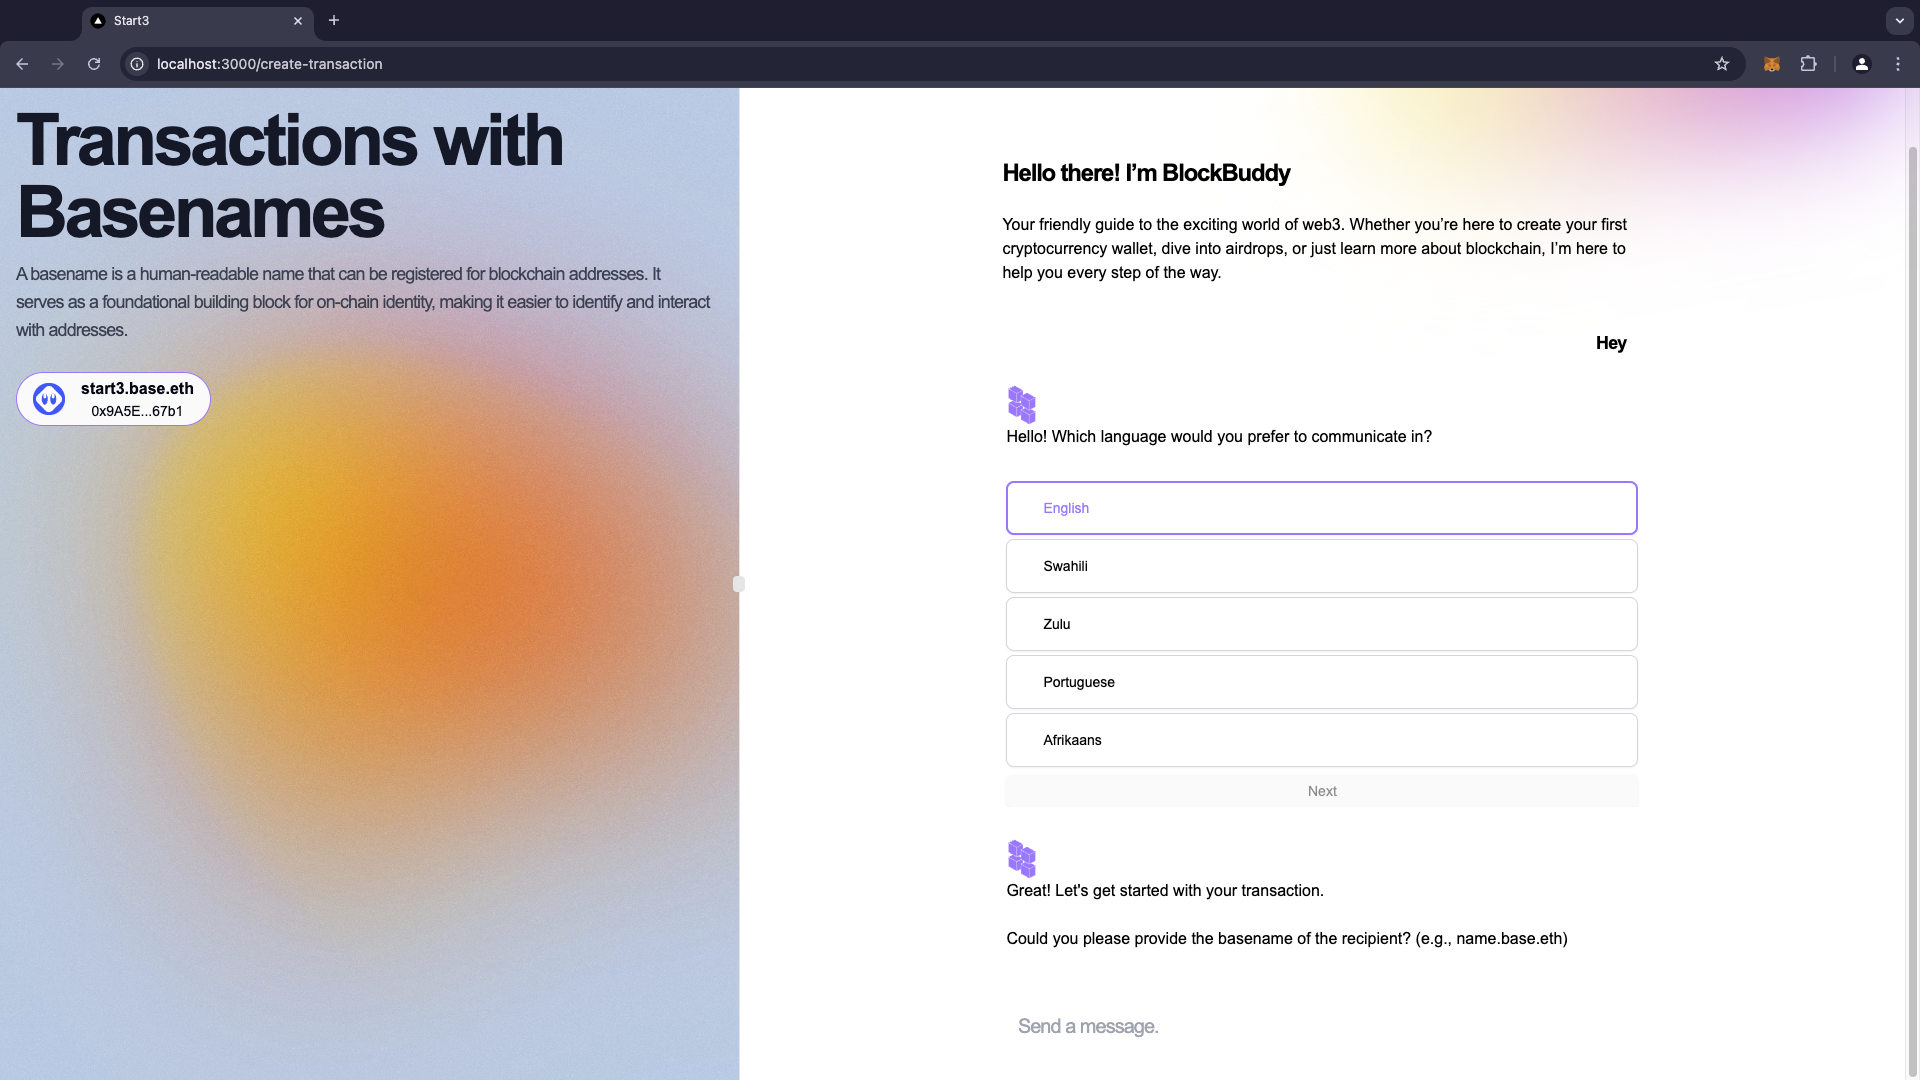 Start3
localhost:3000/create-transaction
Transactions with
Basenames
A basename is a human-readable name that can be registered for blockchain addresses. It
serves as a foundational building block for on-chain identity, making it easier to identify and interact
with addresses.
start3.base.eth
0x9A5E...67b1
Hello there! I’m BlockBuddy
Your friendly guide to the exciting world of web3. Whether you’re here to create your first
cryptocurrency wallet, dive into airdrops, or just learn more about blockchain, I’m here to
help you every step of the way.
Hey
Hello! Which language would you prefer to communicate in?
English
Swahili
Zulu
Portuguese
Afrikaans
Next
Great! Let's get started with your transaction.
Could you please provide the basename of the recipient? (e.g., name.base.eth)
Send a message.